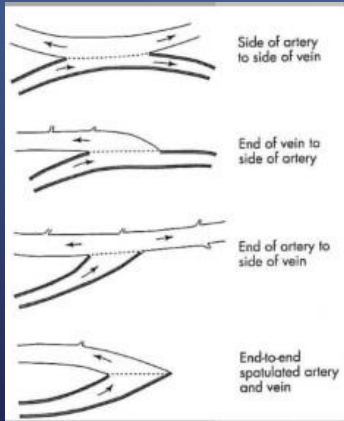 Side of artery
to side of vein
End of vein to
side of artery
End of artery to
side of vein
End-to-end
spatulated artery
and vein